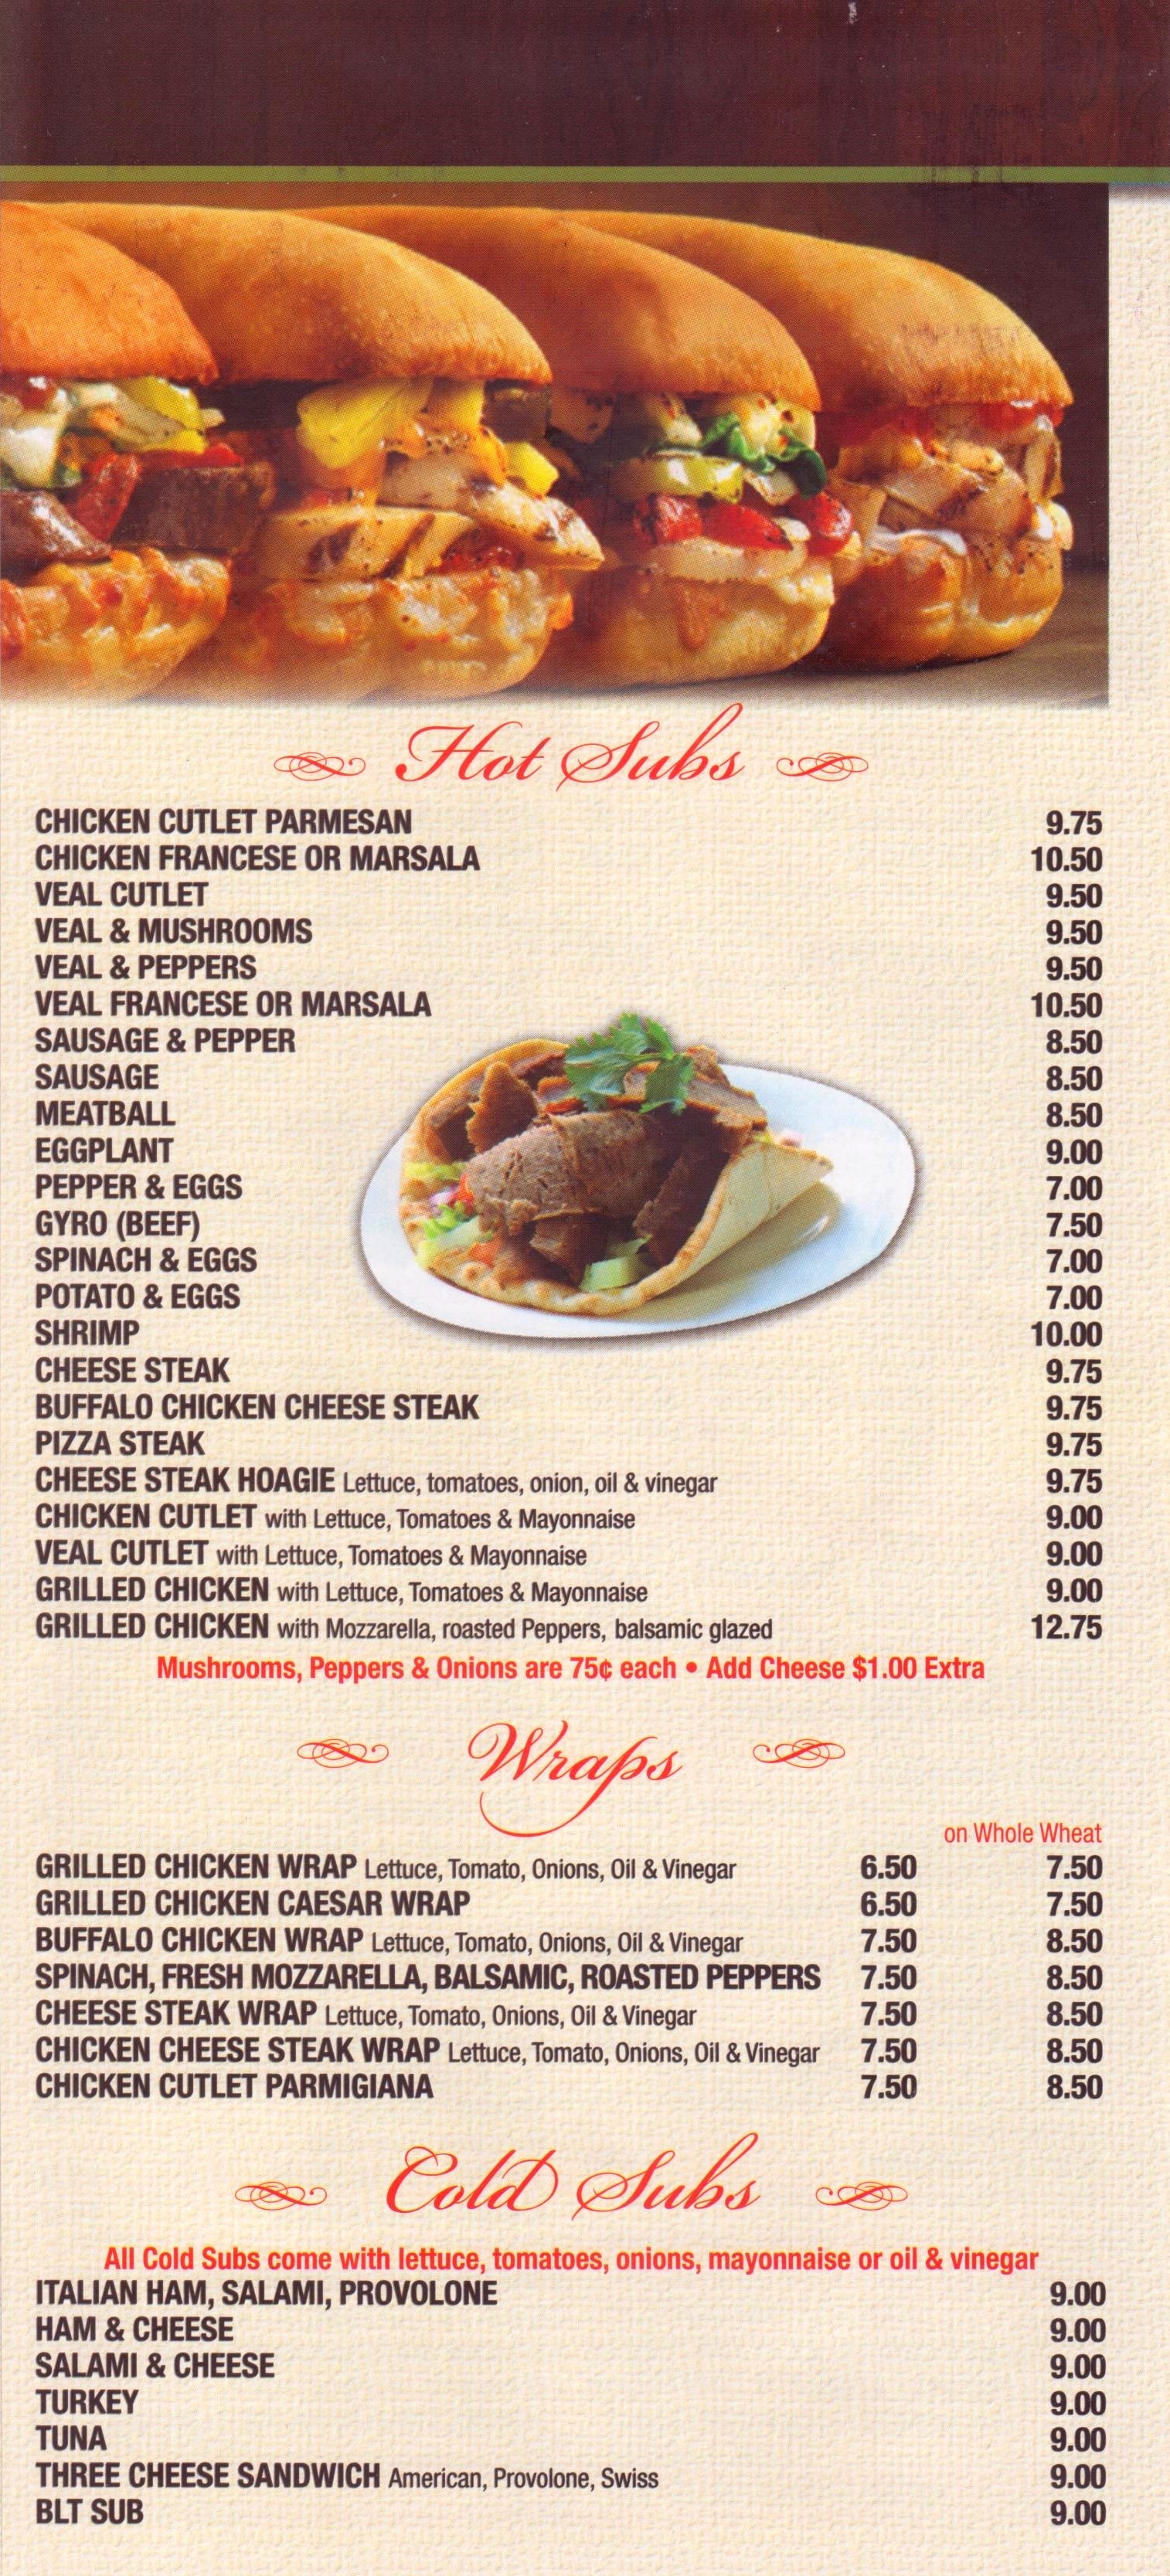 Hot Subs
CHICKEN CUTLET PARMESAN 9.75
CHICKEN FRANCESE OR MARSALA 10.50
VEAL CUTLET 9.50
VEAL & MUSHROOMS 9.50
VEAL & PEPPERS 9.50
VEAL FRANCESE OR MARSALA 10.50
SAUSAGE & PEPPER 8.50
SAUSAGE 8.50
MEATBALL 8.50
EGGPLANT 9.00
PEPPER & EGGS 7.00
GYRO (BEEF) 7.50
SPINACH & EGGS 7.00
POTATO & EGGS 7.00
SHRIMP 10.00
CHEESE STEAK 9.75
BUFFALO CHICKEN CHEESE STEAK 9.75
PIZZA STEAK 9.75
CHEESE STEAK HOAGIE Lettuce, tomatoes, onion, oil & vinegar 9.75
CHICKEN CUTLET with Lettuce, Tomatoes & Mayonnaise 9.00
VEAL CUTLET with Lettuce, Tomatoes & Mayonnaise 9.00
GRILLED CHICKEN with Lettuce, Tomatoes & Mayonnaise 9.00
GRILLED CHICKEN with Mozzarella, roasted Peppers, balsamic glazed 12.75
Mushrooms, Peppers & Onions are 75¢ each • Add Cheese $1.00 Extra
Wraps
on Whole Wheat
GRILLED CHICKEN WRAP Lettuce, Tomato, Onions, Oil & Vinegar 6.50 7.50
GRILLED CHICKEN CAESAR WRAP 6.50 7.50
BUFFALO CHICKEN WRAP Lettuce, Tomato, Onions, Oil & Vinegar 7.50 8.50
SPINACH, FRESH MOZZARELLA, BALSAMIC, ROASTED PEPPERS 7.50 8.50
CHEESE STEAK WRAP Lettuce, Tomato, Onions, Oil & Vinegar 7.50 8.50
CHICKEN CHEESE STEAK WRAP Lettuce, Tomato, Onions, Oil & Vinegar 7.50 8.50
CHICKEN CUTLET PARMIGIANA 7.50 8.50
Cold Subs
All Cold Subs come with lettuce, tomatoes, onions, mayonnaise or oil & vinegar
ITALIAN HAM, SALAMI, PROVOLONE 9.00
HAM & CHEESE 9.00
SALAMI & CHEESE 9.00
TURKEY 9.00
TUNA 9.00
THREE CHEESE SANDWICH American, Provolone, Swiss 9.00
BLT SUB 9.00